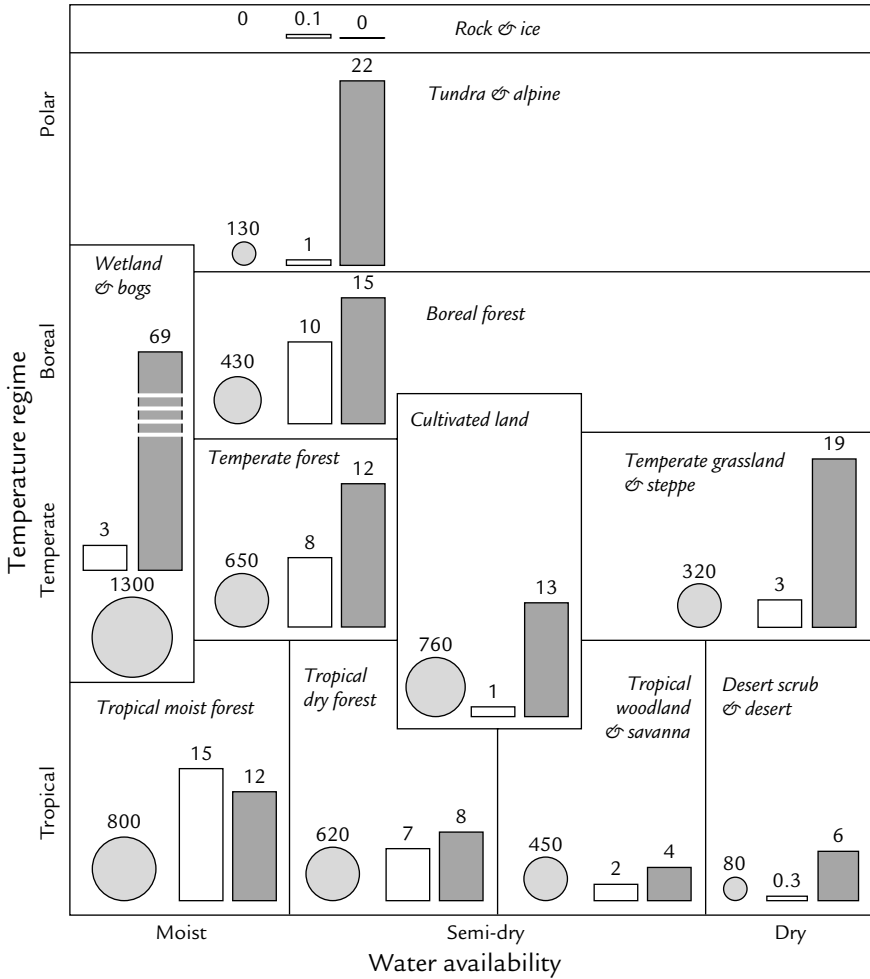 0 0.1 0
Rock & ice
22
Tundra & alpine
Polar
130
1
Wetland
& bogs
15
Boreal forest
10
69
430
Boreal
Temperature regime
Cultivated land
Temperate forest
12
19
Temperate grassland
& steppe
3
8
650
Temperate
1300
13
320
3
760
1
Tropical moist forest
Tropical
dry forest
Tropical
woodland
& savanna
Desert scrub
& desert
15
12
Tropical
800
620
7
8
450
2
4
80
0.3
6
Moist
Semi-dry
Dry
Water availability